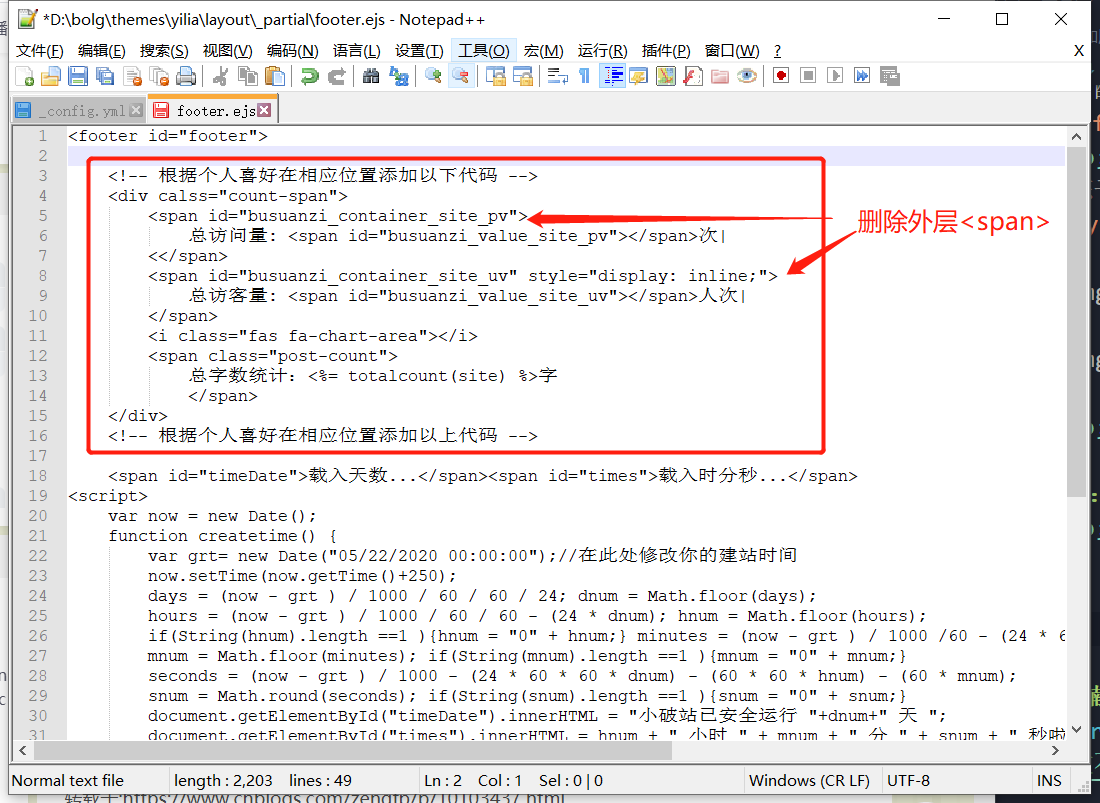 *D:\bolg\themes\yilia\layout\_partial\footer.ejs - Notepad++
文件(F) 编辑(E) 搜索(S) 视图(V) 编码(N) 语言(L) 设置(T) 工具(O) 宏(M) 运行(R) 插件(P) 窗口(W) ? X
_config.yml footer.ejs
1 <footer id="footer">
2
3 <!-- 根据个人喜好在相应位置添加以下代码 -->
4 <div calss="count-span">
5 <span id="busuanzi_container_site_pv">
6 总访问量: <span id="busuanzi_value_site_pv"></span>次|
7 <</span>
8 <span id="busuanzi_container_site_uv" style="display: inline;">
9 总访客量: <span id="busuanzi_value_site_uv"></span>人次|
10 </span>
11 <i class="fas fa-chart-area"></i>
12 <span class="post-count">
13 总字数统计: <%= totalcount(site) %>字
14 </span>
15 </div>
16 <!-- 根据个人喜好在相应位置添加以上代码 -->
17
18 <span id="timeDate">载入天数...</span><span id="times">载入时分秒...</span>
19 <script>
20 var now = new Date();
21 function createtime() {
22 var grt= new Date("05/22/2020 00:00:00");//在此处修改你的建站时间
23 now.setTime(now.getTime()+250);
24 days = (now - grt ) / 1000 / 60 / 60 / 24; dnum = Math.floor(days);
25 hours = (now - grt ) / 1000 / 60 / 60 - (24 * dnum); hnum = Math.floor(hours);
26 if(String(hnum).length ==1 ){hnum = "0" + hnum;} minutes = (now - grt ) / 1000 /60 - (24 * 6
27 mnum = Math.floor(minutes); if(String(mnum).length ==1 ){mnum = "0" + mnum;}
28 seconds = (now - grt ) / 1000 - (24 * 60 * 60 * dnum) - (60 * 60 * hnum) - (60 * mnum);
29 snum = Math.round(seconds); if(String(snum).length ==1 ){snum = "0" + snum;}
30 document.getElementById("timeDate").innerHTML = "小破站已安全运行 "+dnum+" 天 ";
31 document.getElementById("times").innerHTML = hnum + " 小时 " + mnum + " 分 " + snum + " 秒啦
删除外层<span>
Normal text file length : 2,203 lines : 49 Ln : 2 Col : 1 Sel : 0 | 0 Windows (CR LF) UTF-8 INS